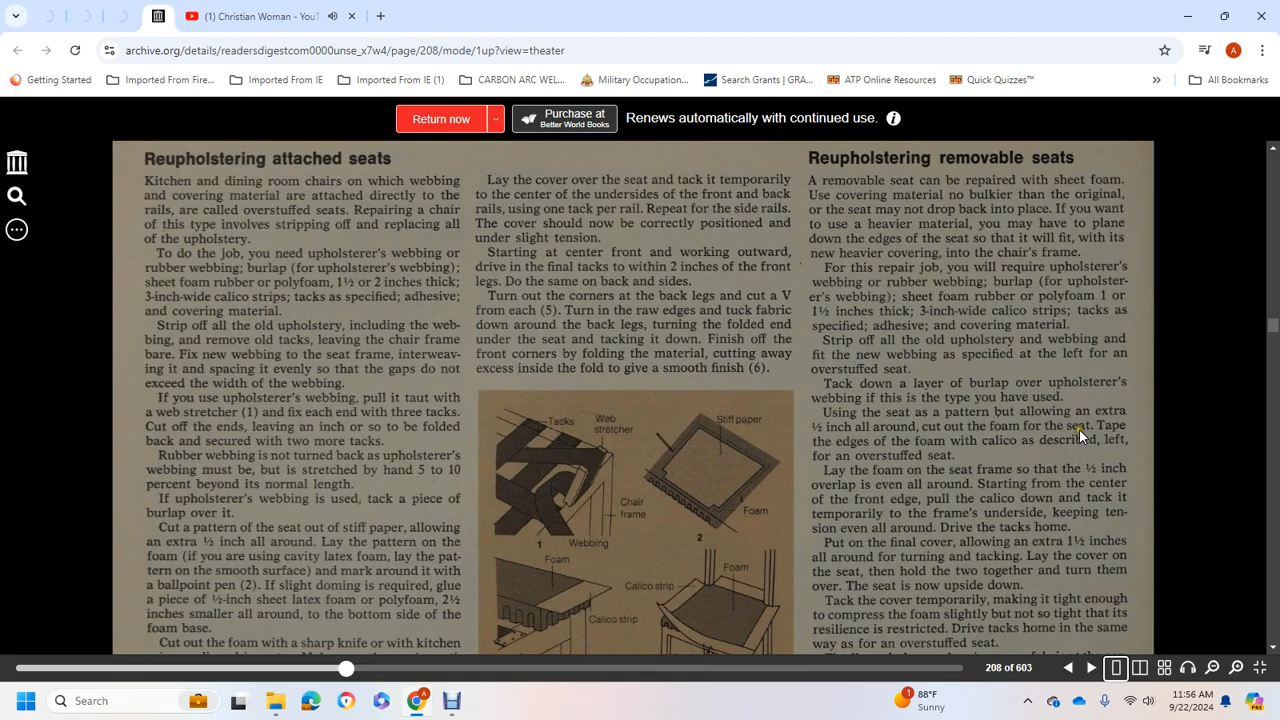 (1) Christian Woman - YouT
archive.org/details/readersdigestcom0000unse_x7w4/page/208/mode/1up?view=theater
A
Getting Started
Imported From Fire...
Imported From IE
Imported From IE (1)
CARBON ARC WEL...
Military Occupation...
Search Grants | GRA...
ATP Online Resources
Quick Quizzes™
»
All Bookmarks
Return now
Purchase at
Better World Books
Renews automatically with continued use.
Reupholstering attached seats
Kitchen and dining room chairs on which webbing
and covering material are attached directly to the
rails, are called overstuffed seats. Repairing a chair
of this type involves stripping off and replacing all
of the upholstery.
To do the job, you need upholsterer's webbing or
rubber webbing; burlap (for upholsterer's webbing);
sheet foam rubber or polyfoam, 1½ or 2 inches thick;
3-inch-wide calico strips; tacks as specified; adhesive;
and covering material.
Strip off all the old upholstery, including the web-
bing, and remove old tacks, leaving the chair frame
bare. Fix new webbing to the seat frame, interweav-
ing it and spacing it evenly so that the gaps do not
exceed the width of the webbing.
If you use upholsterer's webbing, pull it taut with
a web stretcher (1) and fix each end with three tacks.
Cut off the ends, leaving an inch or so to be folded
back and secured with two more tacks.
Rubber webbing is not turned back as upholsterer's
webbing must be, but is stretched by hand 5 to 10
percent beyond its normal length.
If upholsterer's webbing is used, tack a piece of
burlap over it.
Cut a pattern of the seat out of stiff paper, allowing
an extra ½ inch all around. Lay the pattern on the
foam (if you are using cavity latex foam, lay the pat-
tern on the smooth surface) and mark around it with
a ballpoint pen (2). If slight doming is required, glue
a piece of ½-inch sheet latex foam or polyfoam, 2½
inches smaller all around, to the bottom side of the
foam base.
Cut out the foam with a sharp knife or with kitchen
Lay the cover over the seat and tack it temporarily
to the center of the undersides of the front and back
rails, using one tack per rail. Repeat for the side rails.
The cover should now be correctly positioned and
under slight tension.
Starting at center front and working outward,
drive in the final tacks to within 2 inches of the front
legs. Do the same on back and sides.
Turn out the corners at the back legs and cut a V
from each (5). Turn in the raw edges and tuck fabric
down around the back legs, turning the folded end
under the seat and tacking it down. Finish off the
front corners by folding the material, cutting away
excess inside the fold to give a smooth finish (6).
Tacks
Web
stretcher
Chair
frame
1
Webbing
Stiff paper
Foam
2
Foam
Calico strip
Calico strip
Foam
Reupholstering removable seats
A removable seat can be repaired with sheet foam.
Use covering material no bulkier than the original,
or the seat may not drop back into place. If you want
to use a heavier material, you may have to plane
down the edges of the seat so that it will fit, with its
new heavier covering, into the chair's frame.
For this repair job, you will require upholsterer's
webbing or rubber webbing; burlap (for upholster-
er's webbing); sheet foam rubber or polyfoam 1 or
1½ inches thick; 3-inch-wide calico strips; tacks as
specified; adhesive; and covering material.
Strip off all the old upholstery and webbing and
fit the new webbing as specified at the left for an
overstuffed seat.
Tack down a layer of burlap over upholsterer's
webbing if this is the type you have used.
Using the seat as a pattern but allowing an extra
½ inch all around, cut out the foam for the seat. Tape
the edges of the foam with calico as described, left,
for an overstuffed seat.
Lay the foam on the seat frame so that the ½ inch
overlap is even all around. Starting from the center
of the front edge, pull the calico down and tack it
temporarily to the frame's underside, keeping ten-
sion even all around. Drive the tacks home.
Put on the final cover, allowing an extra 1½ inches
all around for turning and tacking. Lay the cover on
the seat, then hold the two together and turn them
over. The seat is now upside down.
Tack the cover temporarily, making it tight enough
to compress the foam slightly but not so tight that its
resilience is restricted. Drive tacks home in the same
way as for an overstuffed seat.
208 of 603
Search
88°F
Sunny
11:56 AM
9/22/2024